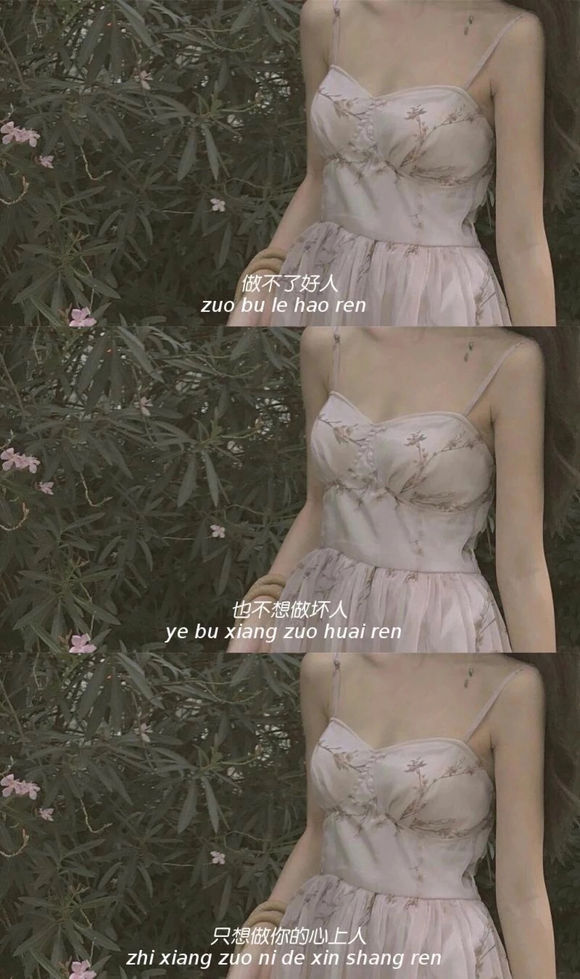 做不了好人
zuo bu le hao ren
也不想做坏人
ye bu xiang zuo huai ren
只想做你的心上人
zhi xiang zuo ni de xin shang ren